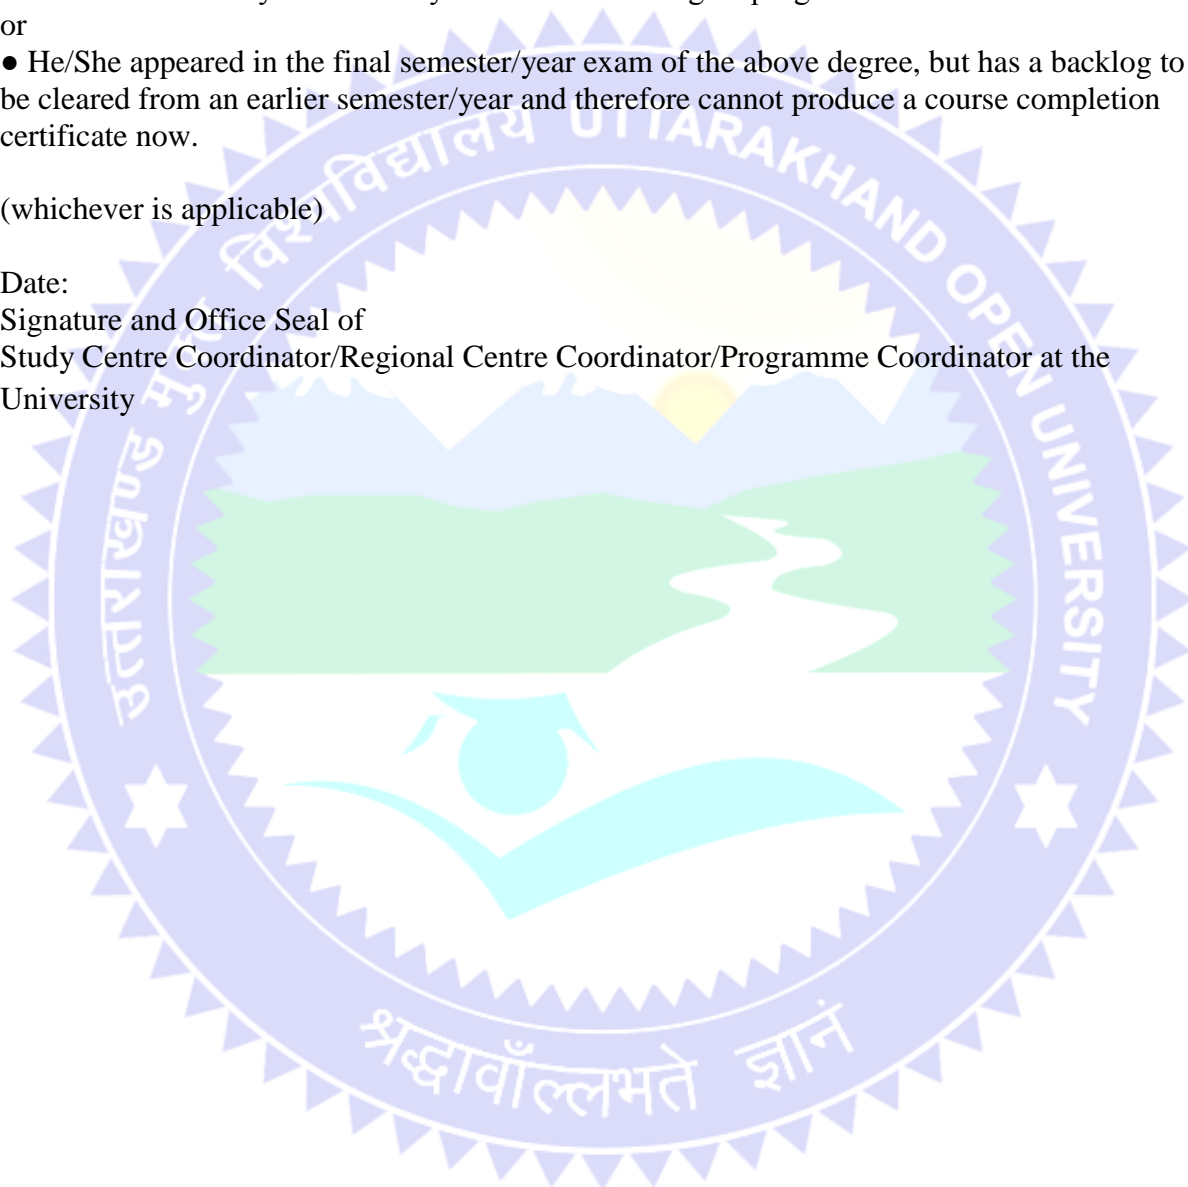 or
● He/She appeared in the final semester/year exam of the above degree, but has a backlog to
be cleared from an earlier semester/year and therefore cannot produce a course completion
certificate now.
(whichever is applicable)
Date:
Signature and Office Seal of
Study Centre Coordinator/Regional Centre Coordinator/Programme Coordinator at the
University
उत्तराखण्ड मुक्त विश्वविद्यालय UTTARAKHAND OPEN UNIVERSITY
श्रद्धावाँल्लभते ज्ञानं